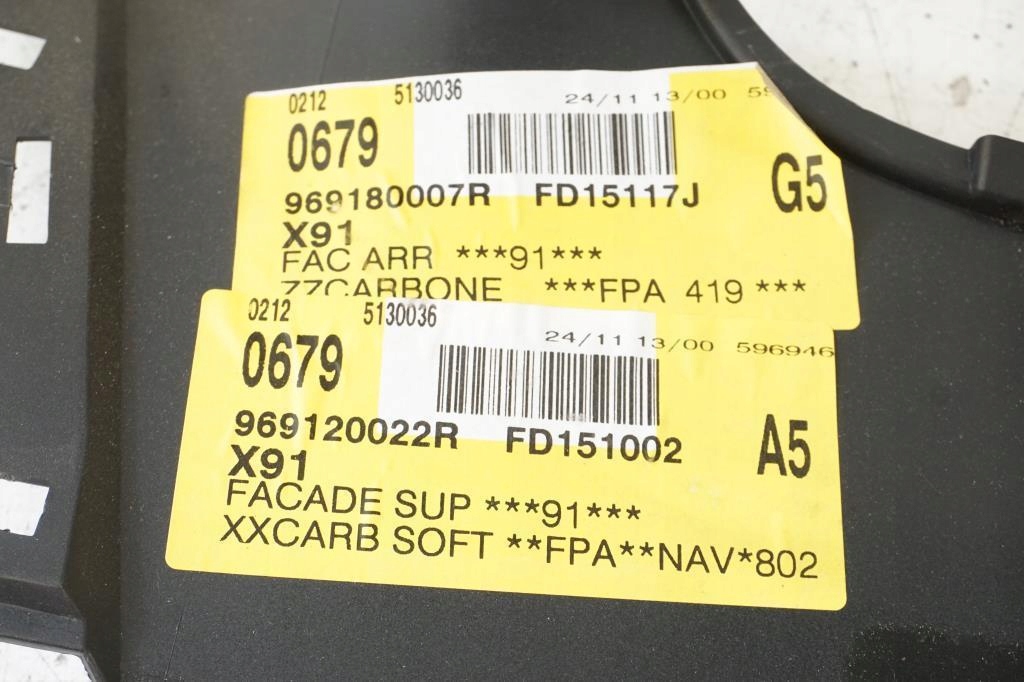 0212 5130036 24/11 13/00
0679
G5
969180007R FD15117J
X91
FAC ARR ***91***
ZZCARBONE ***FPA 419 ***
0212 5130036 24/11 13/00 596946
0679
969120022R FD151002 A5
X91
FACADE SUP ***91***
XXCARB SOFT **FPA**NAV*802